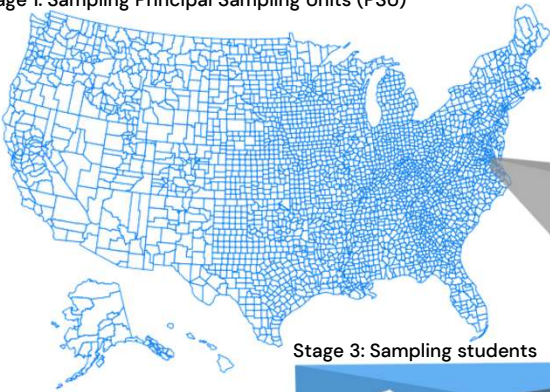 age 1: Sampling Principal Sampling Units (PSU)
Stage 3: Sampling students